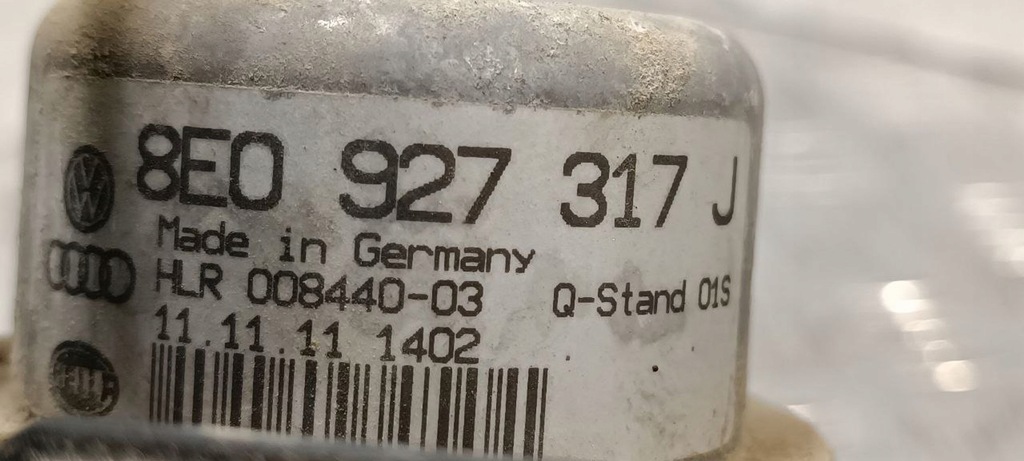 8E0 927 317 J
Made in Germany
HLR 008440-03 Q-Stand 01S
11.11.11 1402